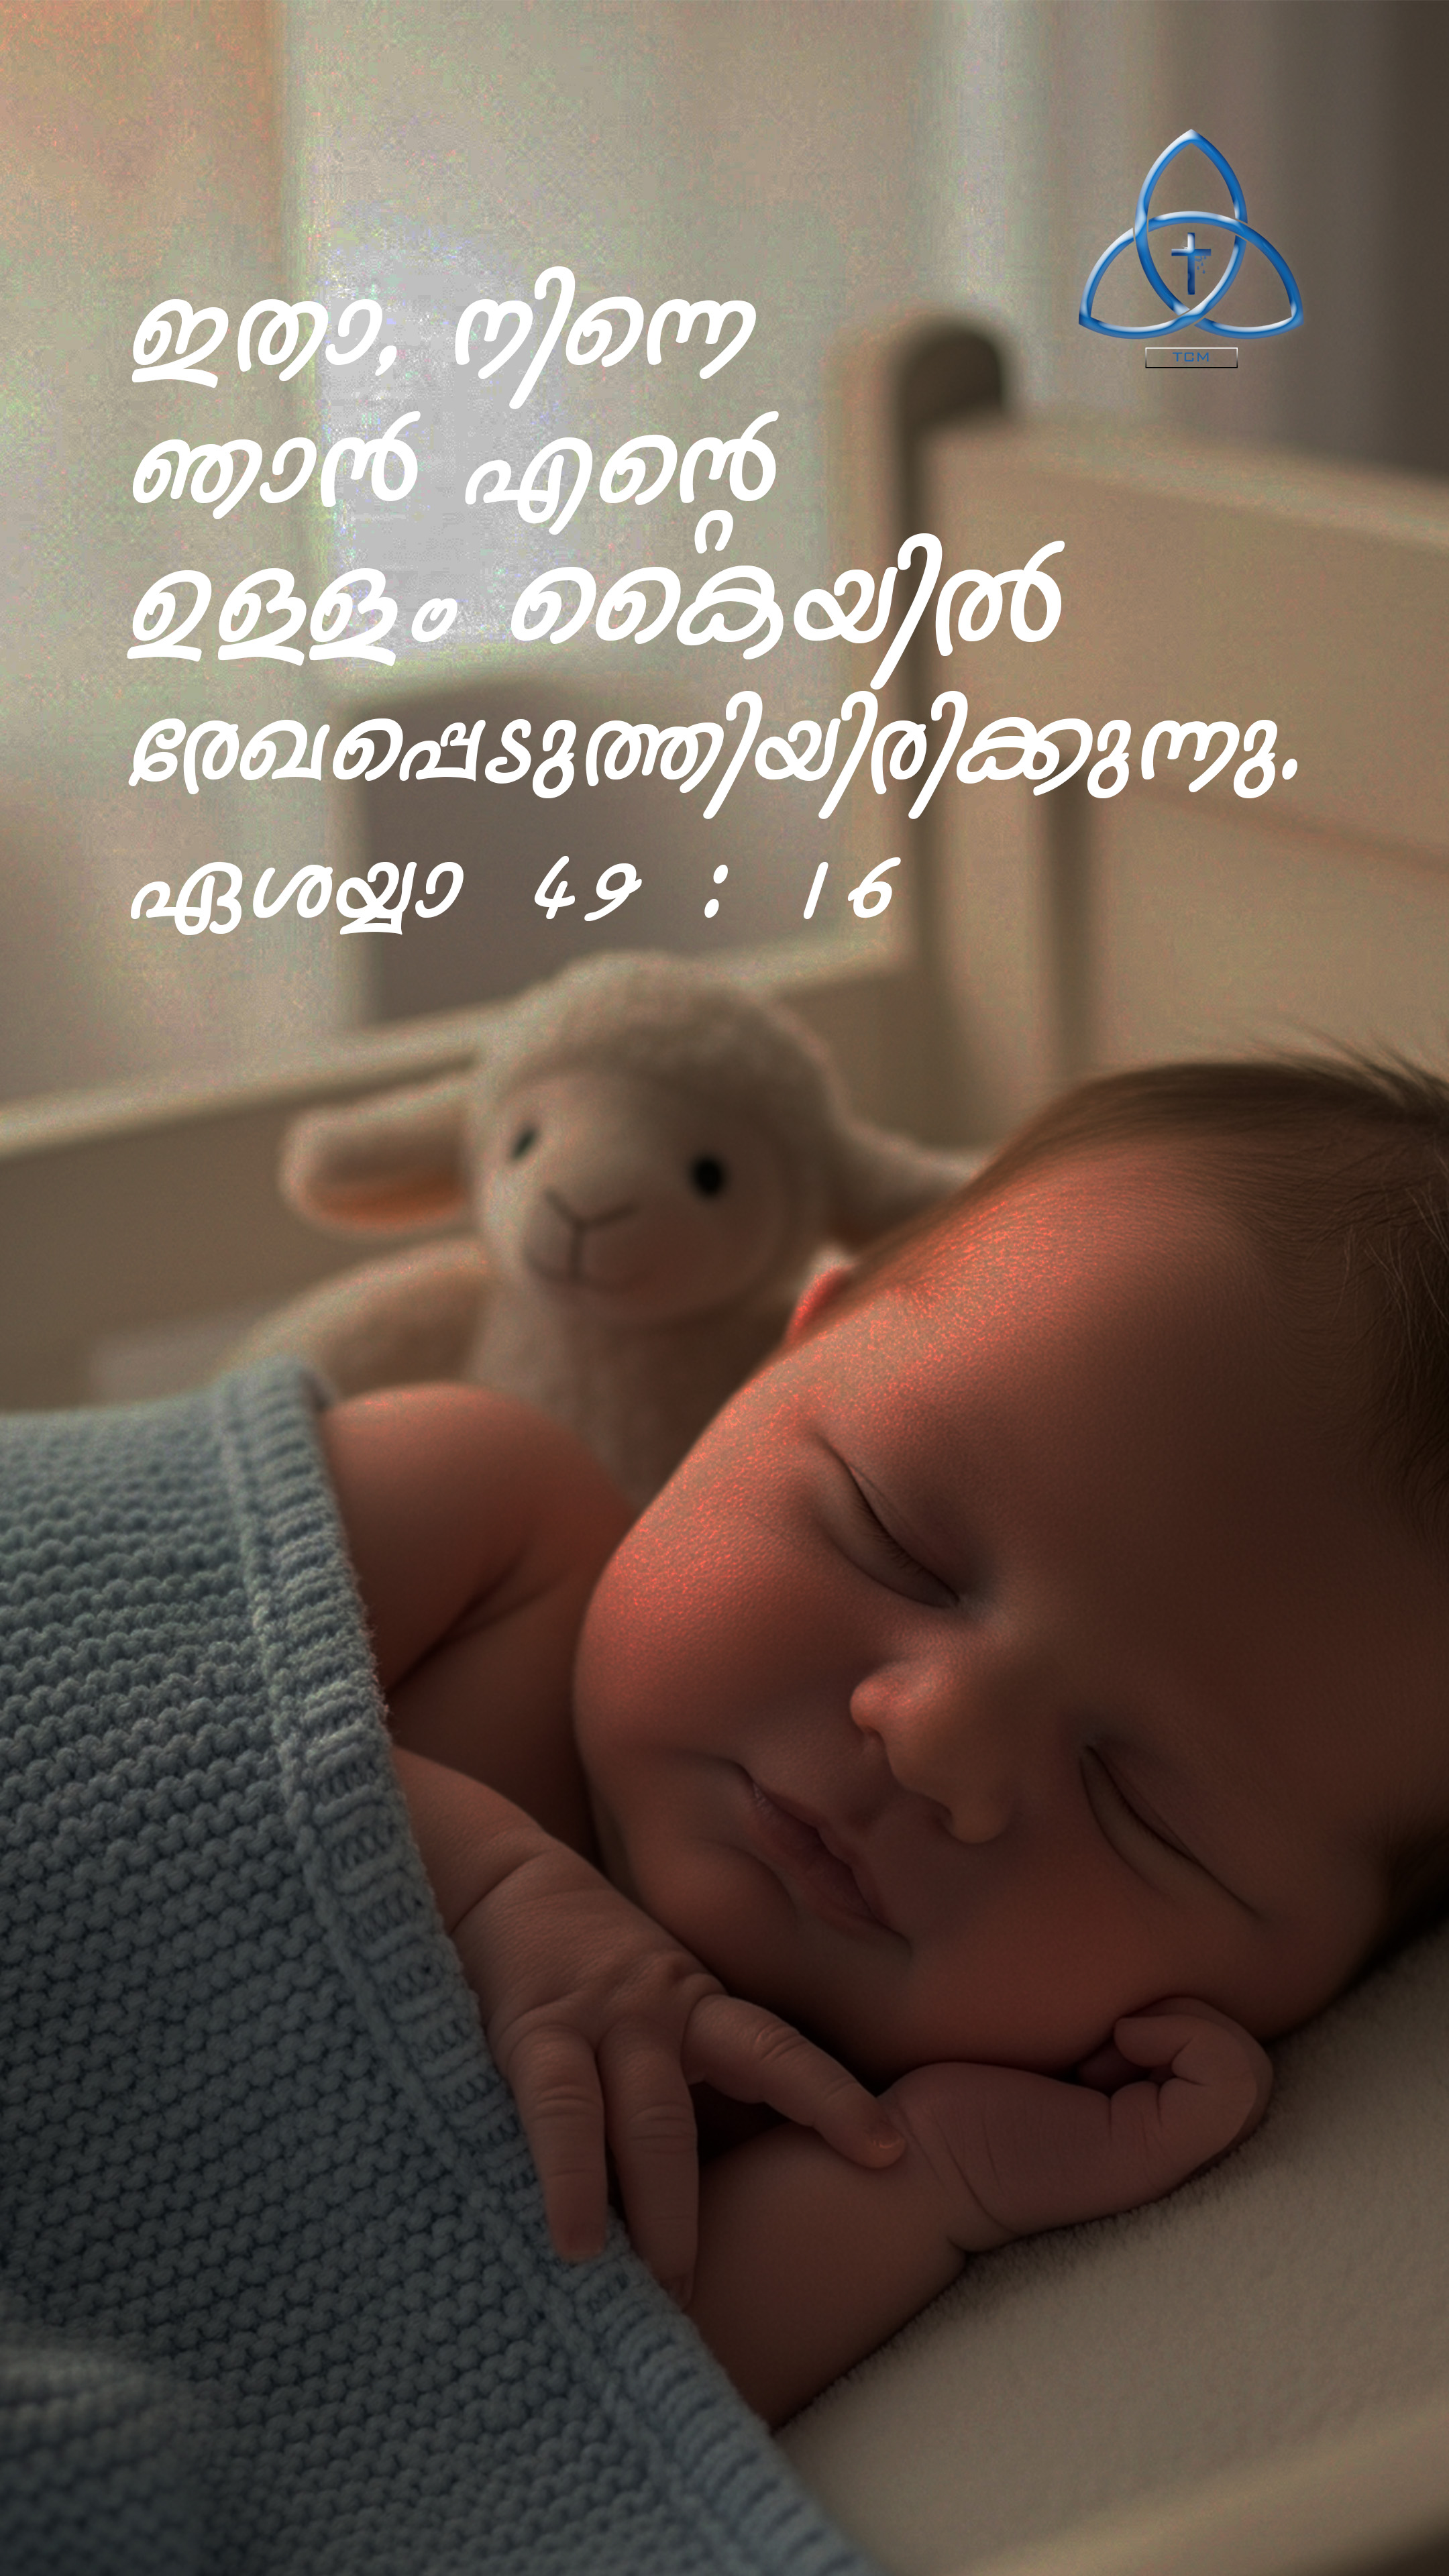 ഇതാ, നിന്നെ
ഞാൻ എന്റെ
ഉള്ളം കൈയിൽ
രേഖപ്പെടുത്തിയിരിക്കുന്നു.
ഏശയ്യാ 49 : 16
TCM